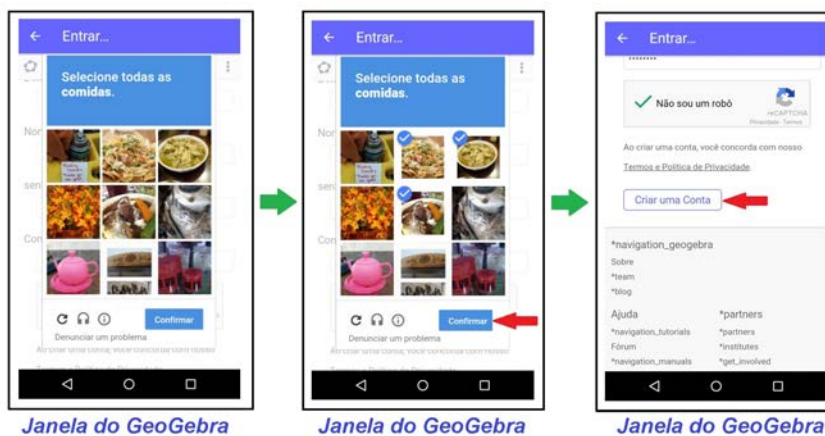 Entrar...
Selecione todas as
comidas.
Confirmar
Denunciar um problema
Janela do GeoGebra
Entrar...
Selecione todas as
comidas.
Confirmar
Denunciar um problema
Janela do GeoGebra
Entrar...
Não sou um robô
reCAPTCHA
Privacidade - Termos
Ao criar uma conta, você concorda com nosso
Termos e Política de Privacidade.
Criar uma Conta
*navigation_geogebra
Sobre
*team
*blog
Ajuda *partners
*navigation_tutorials *partners
Fórum *institutes
*navigation_manuals *get_involved
Janela do GeoGebra